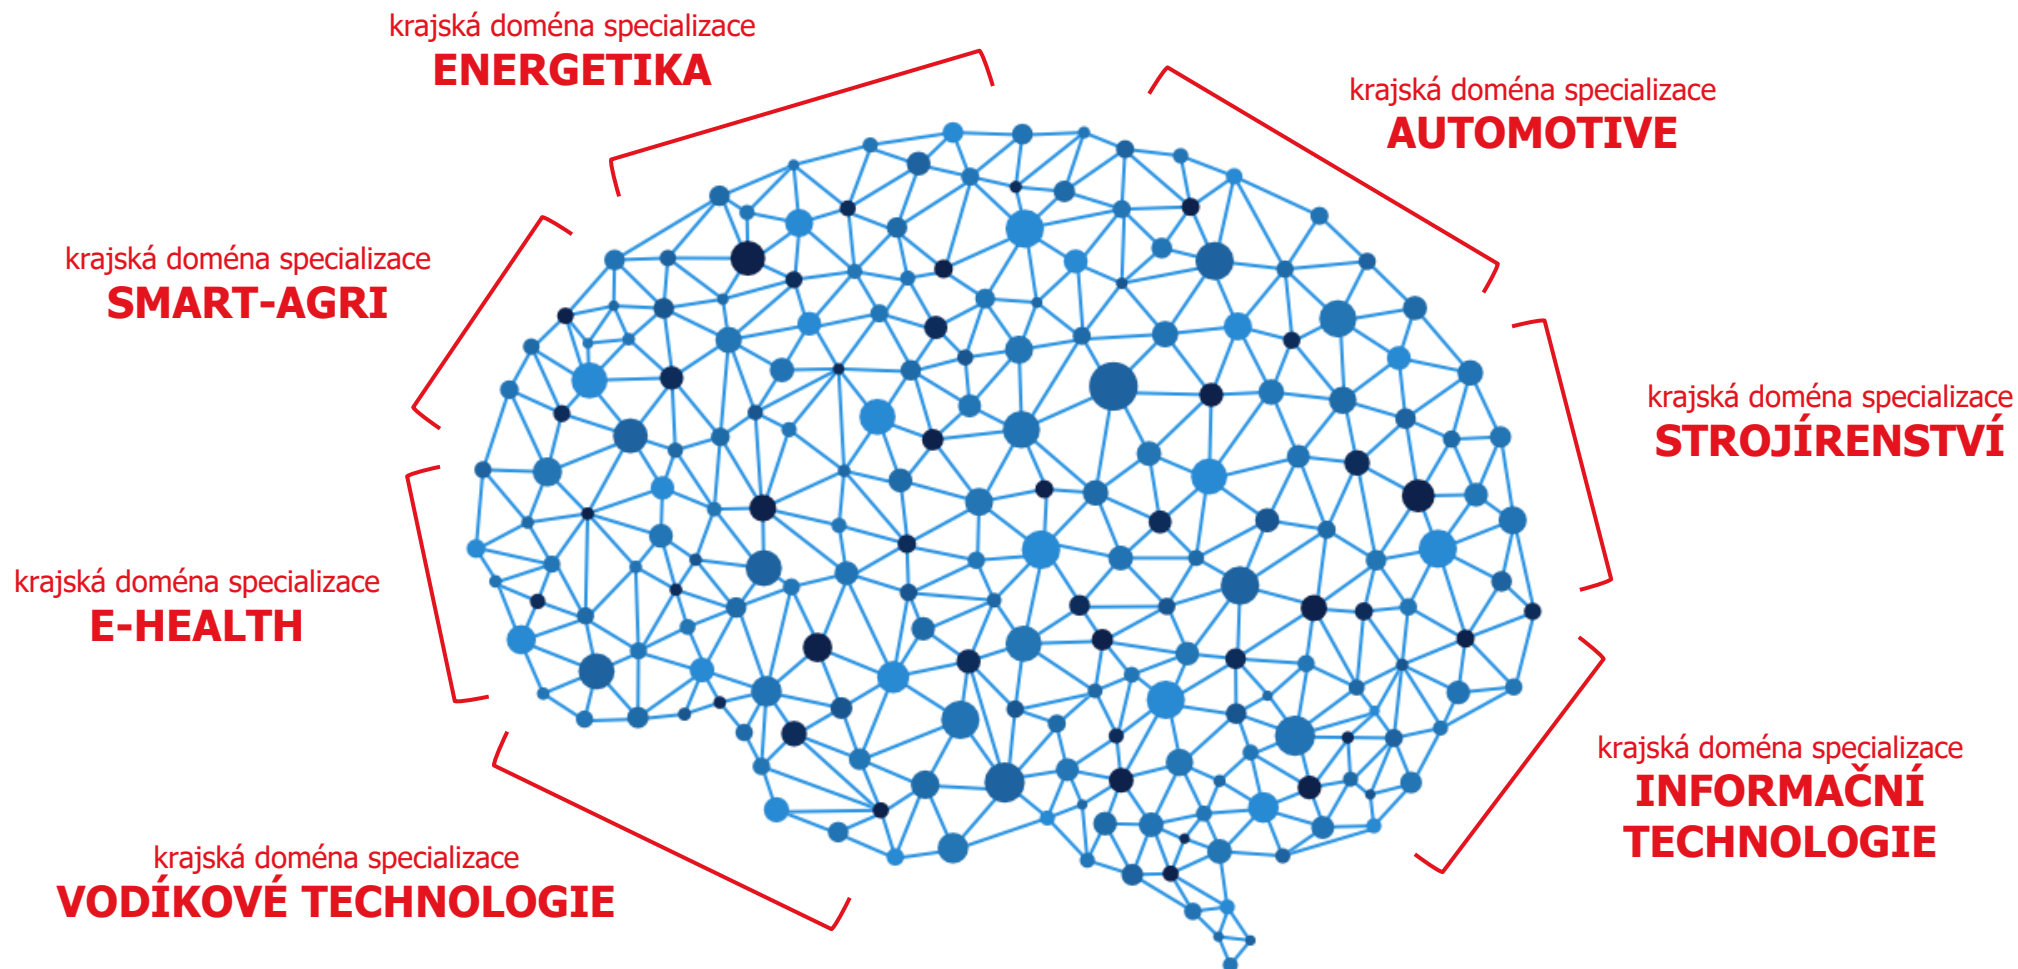 krajská doména specializace
ENERGETIKA
krajská doména specializace
AUTOMOTIVE
krajská doména specializace
SMART-AGRI
krajská doména specializace
STROJÍRENSTVÍ
krajská doména specializace
E-HEALTH
krajská doména specializace
INFORMAČNÍ
TECHNOLOGIE
krajská doména specializace
VODÍKOVÉ TECHNOLOGIE